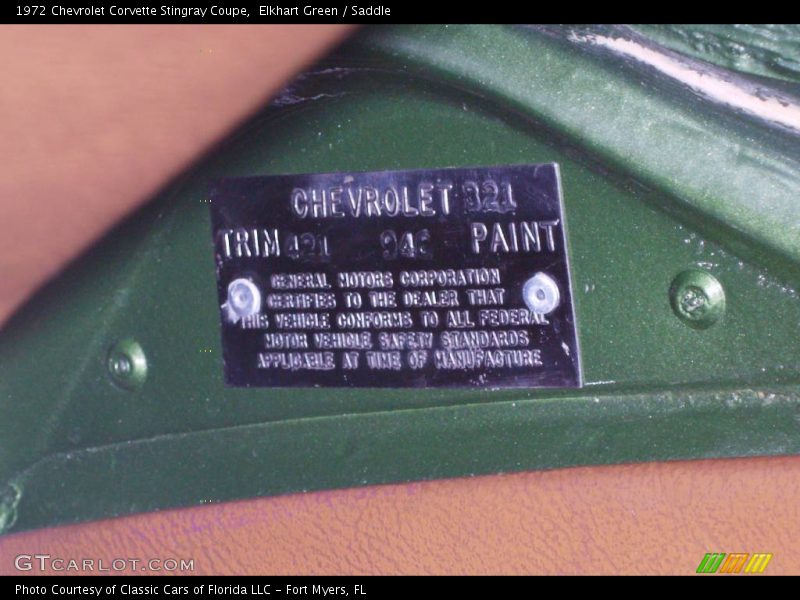 1972 Chevrolet Corvette Stingray Coupe,  Elkhart Green / Saddle
CHEVROLET 321
TRIM 421 946 PAINT
GENERAL MOTORS CORPORATION
CERTIFIES TO THE DEALER THAT
THIS VEHICLE CONFORMS TO ALL FEDERAL
MOTOR VEHICLE SAFETY STANDARDS
APPLICABLE AT TIME OF MANUFACTURE
GTCARLOT.COM
Photo Courtesy of Classic Cars of Florida LLC - Fort Myers, FL